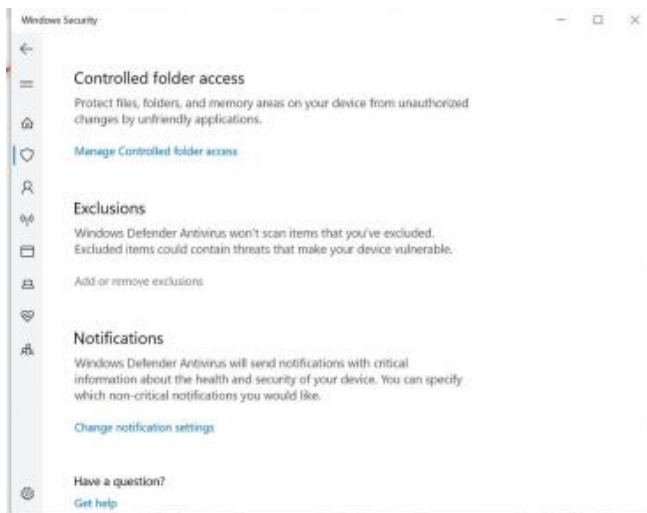 Windows Security
Controlled folder access
Protect files, folders, and memory areas on your device from unauthorized
changes by unfriendly applications.
Manage Controlled folder access
Exclusions
Windows Defender Antivirus won't scan items that you've excluded.
Excluded items could contain threats that make your device vulnerable.
Add or remove exclusions
Notifications
Windows Defender Antivirus will send notifications with critical
information about the health and security of your device. You can specify
which non-critical notifications you would like.
Change notification settings
Have a question?
Get help